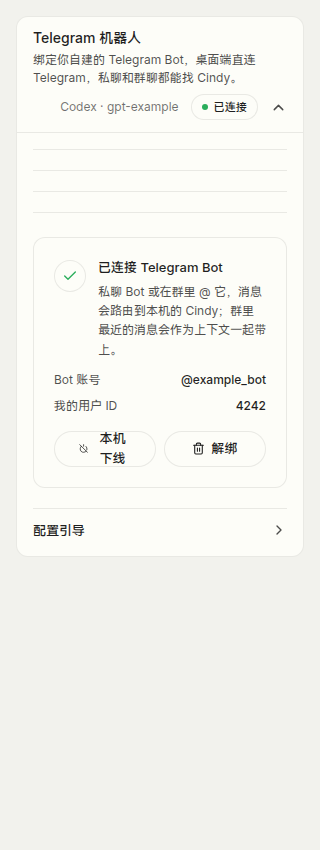 Telegram 机器人
绑定你自建的 Telegram Bot，桌面端直连
Telegram，私聊和群聊都能找 Cindy。
Codex · gpt-example
已连接
已连接 Telegram Bot
私聊 Bot 或在群里 @ 它，消息
会路由到本机的 Cindy；群里
最近的消息会作为上下文一起带
上。
Bot 账号 @example_bot
我的用户 ID 4242
本机
下线
解绑
配置引导